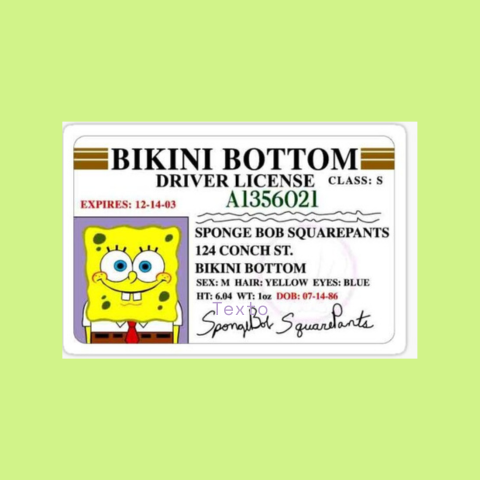 BIKINI BOTTOM
DRIVER LICENSE CLASS: S
EXPIRES: 12-14-03 A1356021
SPONGE BOB SQUAREPANTS
124 CONCH ST.
BIKINI BOTTOM
SEX: M HAIR: YELLOW EYES: BLUE
HT: 6.04 WT: 1oz DOB: 07-14-86
Texto
SpongeBob SquarePants